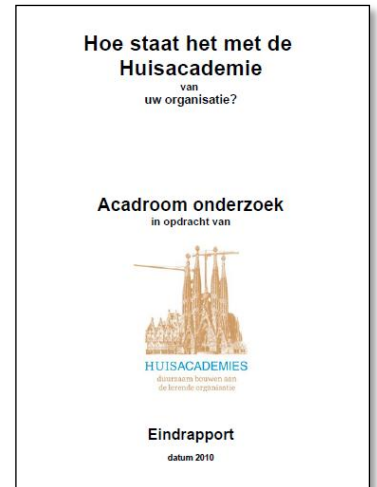 Hoe staat het met de
Huisacademie
van
uw organisatie?
Acadroom onderzoek
in opdracht van
HUISACADEMIES
duurzaam bouwen aan
de lerende organisatie
Eindrapport
datum 2010